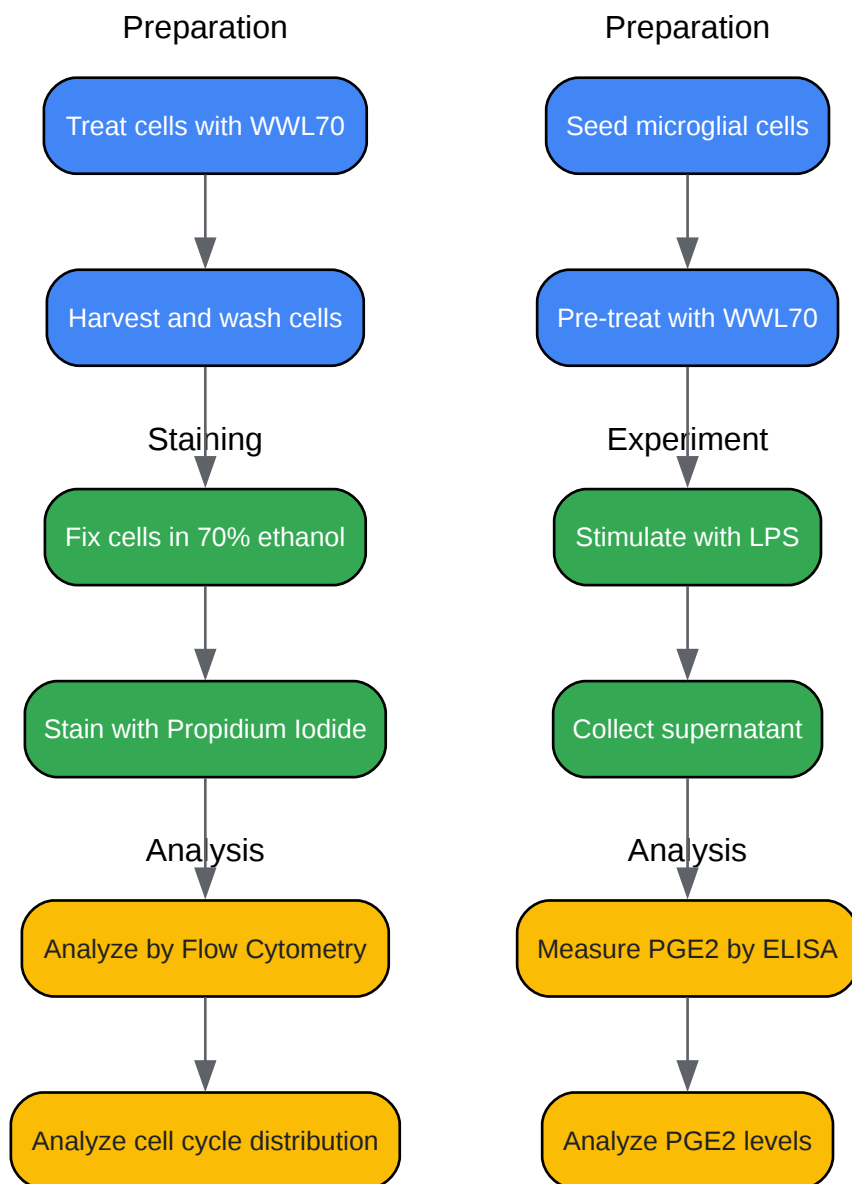 Preparation
Treat cells with WWL70
Harvest and wash cells
Staining
Fix cells in 70% ethanol
Stain with Propidium Iodide
Analysis
Analyze by Flow Cytometry
Analyze cell cycle distribution
Preparation
Seed microglial cells
Pre-treat with WWL70
Experiment
Stimulate with LPS
Collect supernatant
Analysis
Measure PGE2 by ELISA
Analyze PGE2 levels